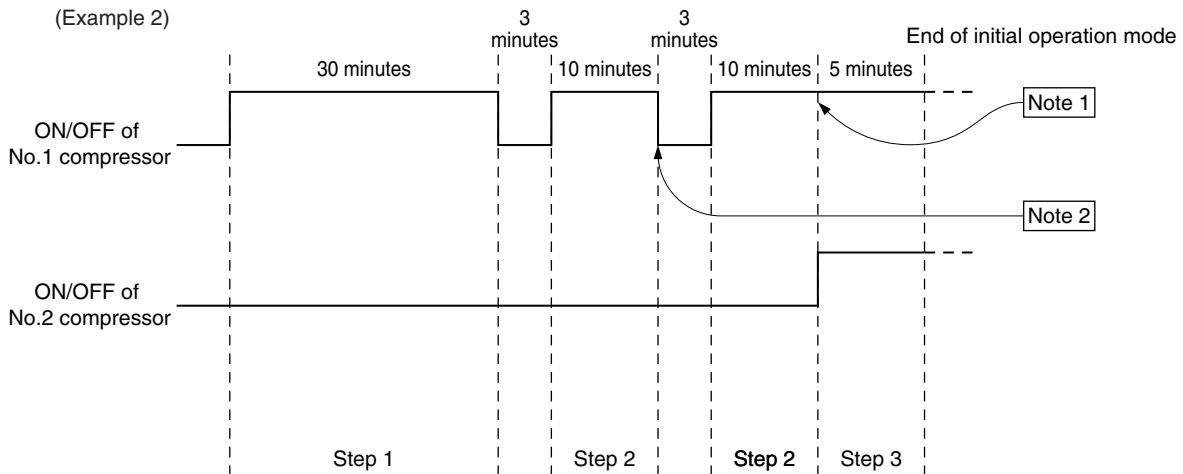 (Example 2)
3
minutes
3
minutes
End of initial operation mode
30 minutes
10 minutes
10 minutes
5 minutes
Note 1
ON/OFF of
No.1 compressor
Note 2
ON/OFF of
No.2 compressor
Step 1
Step 2
Step 2
Step 3